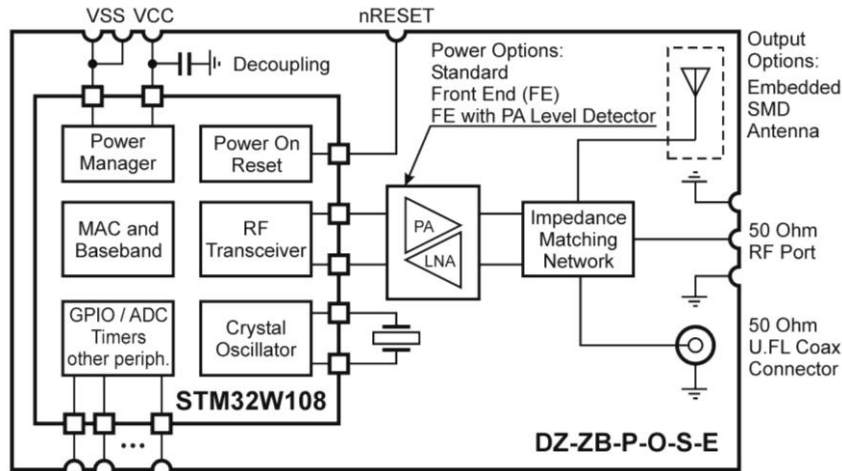 VSS VCC
nRESET
Decoupling
Power Options:
Standard
Front End (FE)
FE with PA Level Detector
Output
Options:
Embedded
SMD
Antenna
Power
Manager
Power On
Reset
MAC and
Baseband
RF
Transceiver
PA
LNA
Impedance
Matching
Network
50 Ohm
RF Port
GPIO / ADC
Timers
other periph.
Crystal
Oscillator
50 Ohm
U.FL Coax
Connector
STM32W108
...
DZ-ZB-P-O-S-E